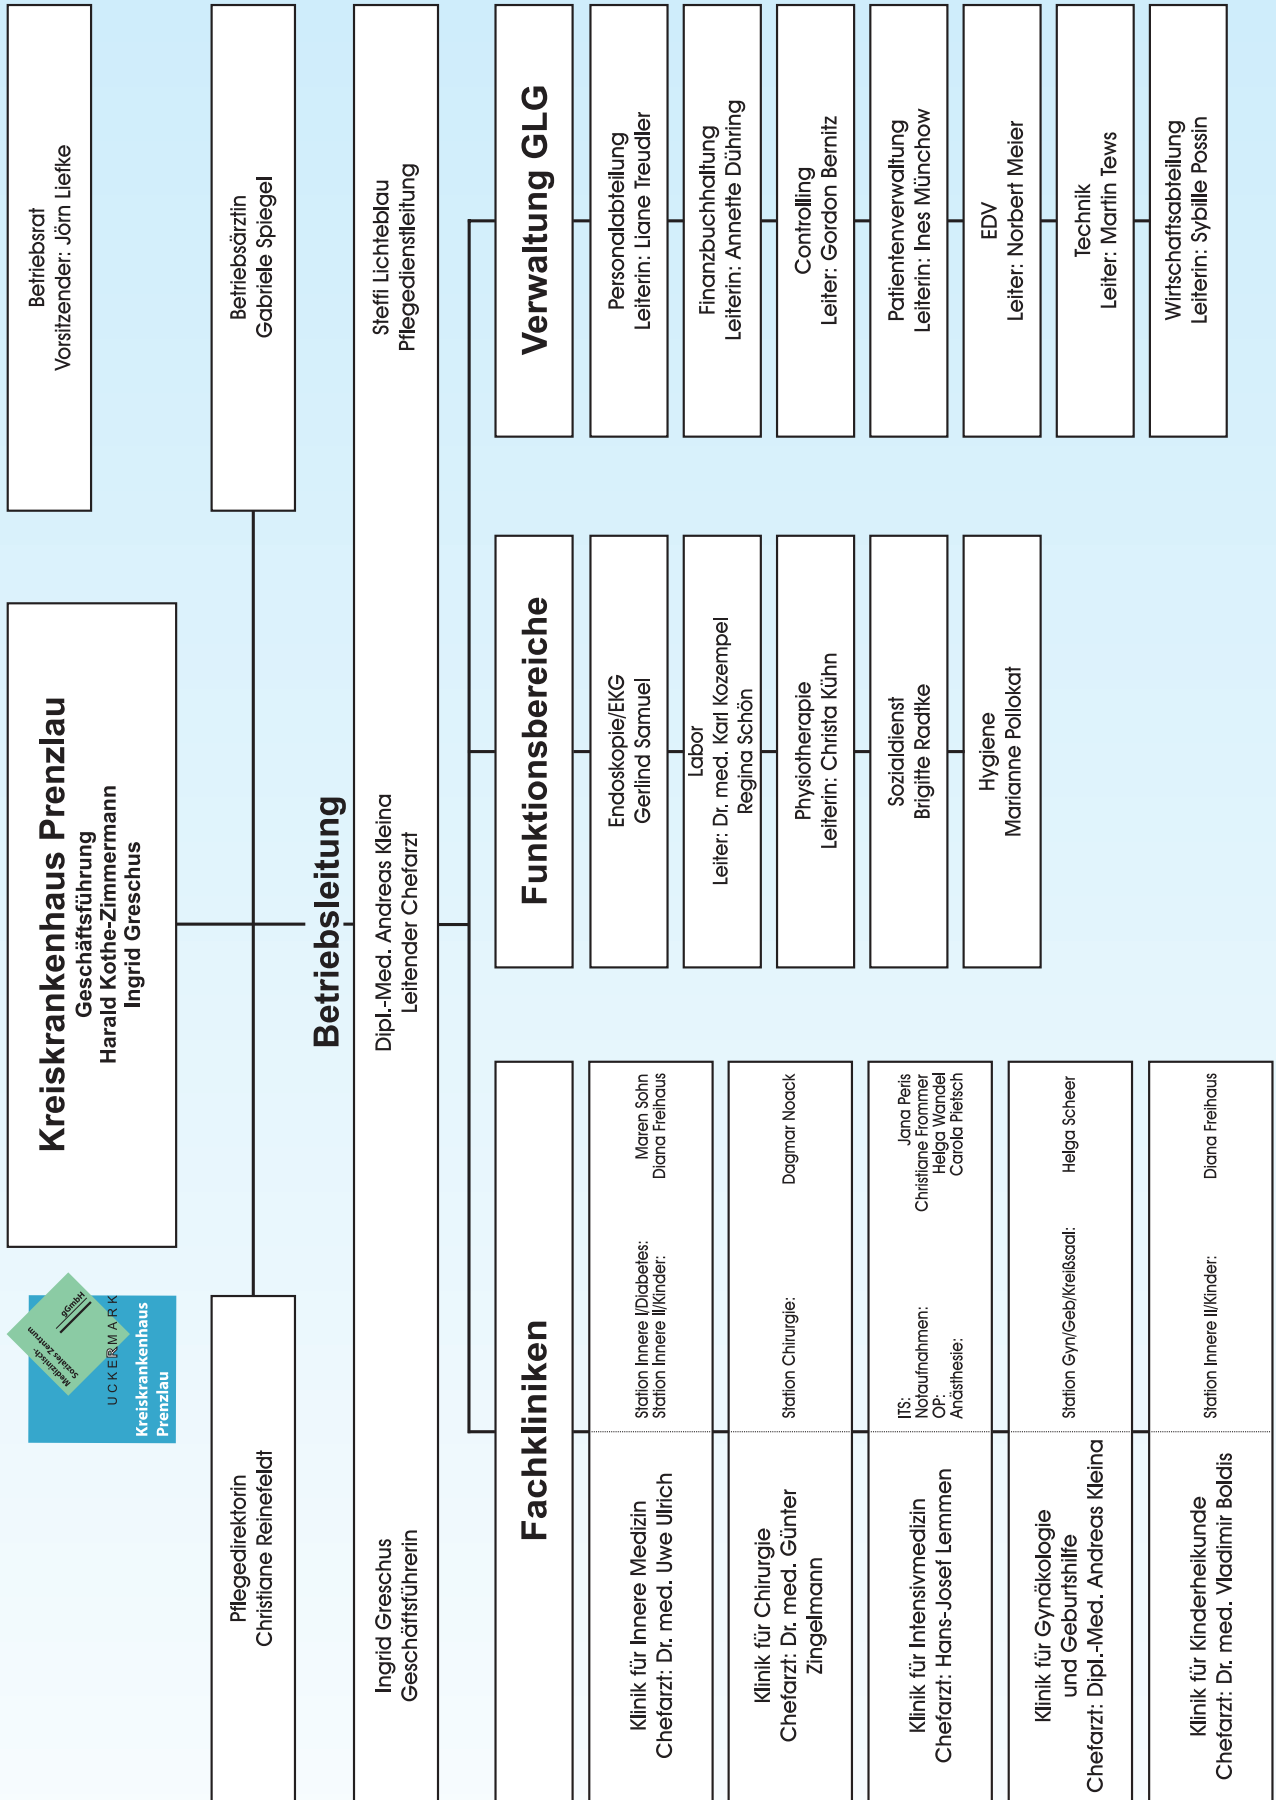 Medizinisch-
Soziales Zentrum
gGmbH
UCKERMARK
Kreiskrankenhaus
Prenzlau
Kreiskrankenhaus Prenzlau
Geschäftsführung
Harald Kothe-Zimmermann
Ingrid Greschus
Betriebsrat
Vorsitzender: Jörn Liefke
Pflegedirektorin
Christiane Reinefeldt
Betriebsärztin
Gabriele Spiegel
Betriebsleitung
Ingrid Greschus
Geschäftsführerin
Dipl.-Med. Andreas Kleina
Leitender Chefarzt
Steffi Lichteblau
Pflegedienstleitung
Fachkliniken
Klinik für Innere Medizin
Chefarzt: Dr. med. Uwe Ulrich
Station Innere I/Diabetes: Maren Sohn
Station Innere II/Kinder: Diana Freihaus
Klinik für Chirurgie
Chefarzt: Dr. med. Günter
Zingelmann
Station Chirurgie: Dagmar Noack
Klinik für Intensivmedizin
Chefarzt: Hans-Josef Lemmen
ITS: Jana Peris
Notaufnahmen: Christiane Frommer
OP: Helga Wandel
Anästhesie: Carola Pietsch
Klinik für Gynäkologie
und Geburtshilfe
Chefarzt: Dipl.-Med. Andreas Kleina
Station Gyn/Geb/Kreißsaal: Helga Scheer
Klinik für Kinderheikunde
Chefarzt: Dr. med. Vladimir Boldis
Station Innere II/Kinder: Diana Freihaus
Funktionsbereiche
Endoskopie/EKG
Gerlind Samuel
Labor
Leiter: Dr. med. Karl Kozempel
Regina Schön
Physiotherapie
Leiterin: Christa Kühn
Sozialdienst
Brigitte Radtke
Hygiene
Marianne Pollokat
Verwaltung GLG
Personalabteilung
Leiterin: Liane Treudler
Finanzbuchhaltung
Leiterin: Annette Dühring
Controlling
Leiter: Gordon Bernitz
Patientenverwaltung
Leiterin: Ines Münchow
EDV
Leiter: Norbert Meier
Technik
Leiter: Martin Tews
Wirtschaftsabteilung
Leiterin: Sybille Possin